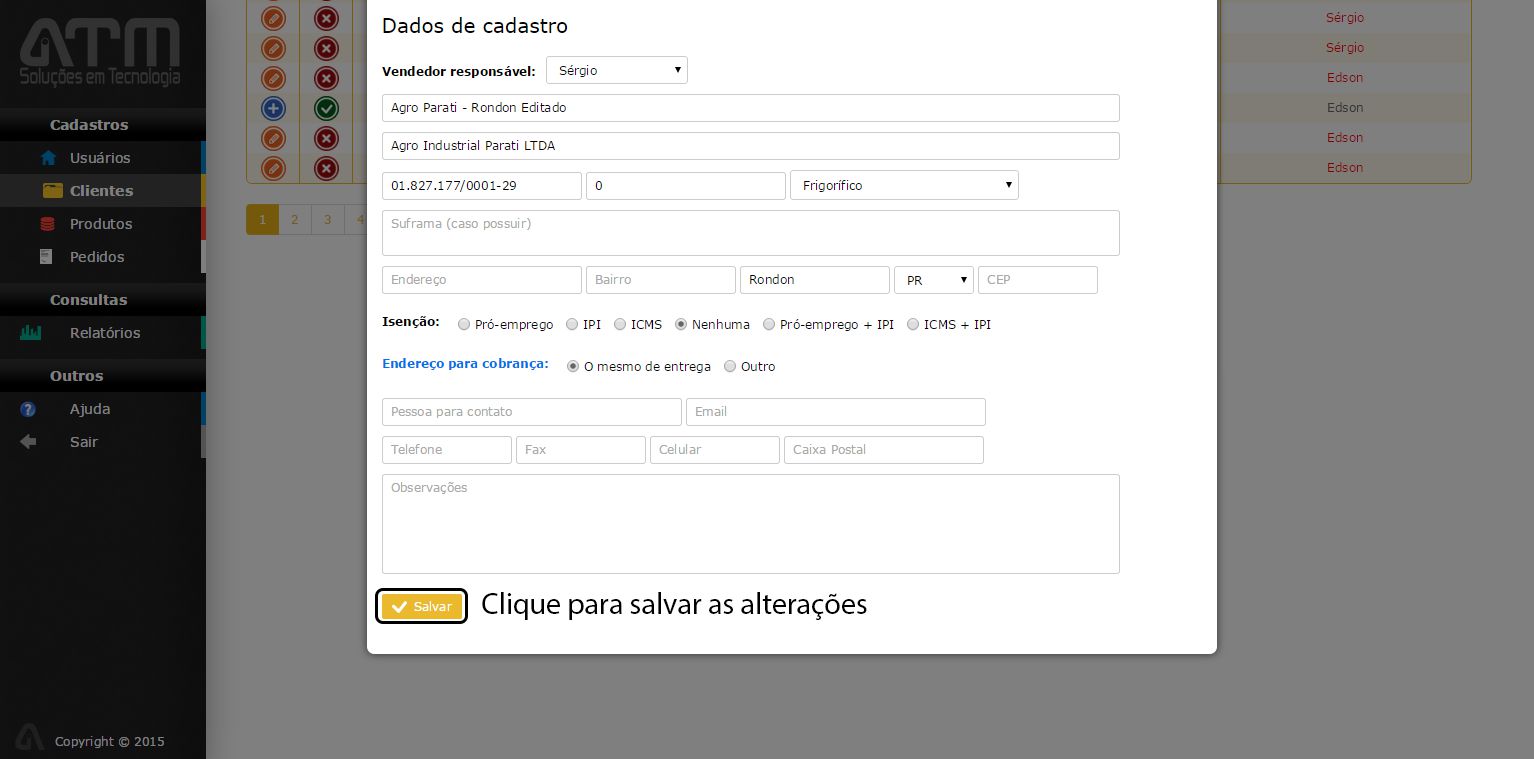 ATM
Soluções em Tecnologia
Cadastros
Usuários
Clientes
Produtos
Pedidos
Consultas
Relatórios
Outros
Ajuda
Sair
Copyright © 2015
1 2 3 4
Dados de cadastro
Vendedor responsável: Sérgio
Agro Parati - Rondon Editado
Agro Industrial Parati LTDA
01.827.177/0001-29 0 Frigorífico
Suframa (caso possuir)
Endereço Bairro Rondon PR CEP
Isenção: Pró-emprego IPI ICMS Nenhuma Pró-emprego + IPI ICMS + IPI
Endereço para cobrança: O mesmo de entrega Outro
Pessoa para contato Email
Telefone Fax Celular Caixa Postal
Observações
Salvar Clique para salvar as alterações
Sérgio
Sérgio
Edson
Edson
Edson
Edson